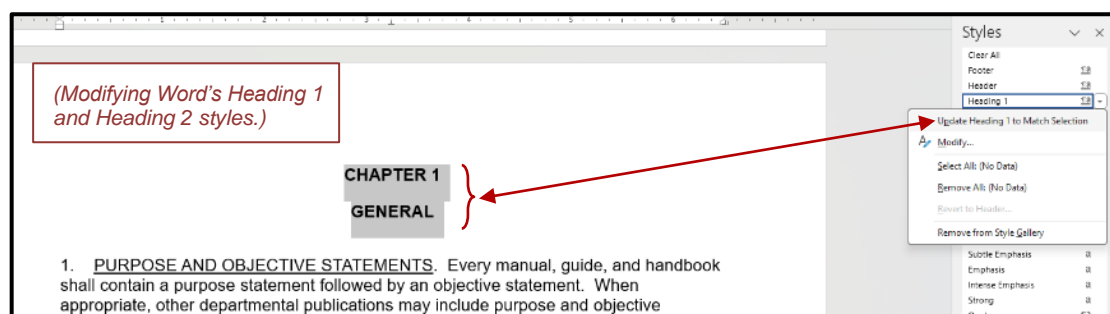 Styles
Clear All
Footer
Header
Heading 1
(Modifying Word's Heading 1
and Heading 2 styles.)
Update Heading 1 to Match Selection
Modify...
Select All: (No Data)
Remove All: (No Data)
Revert to Header...
Remove from Style Gallery
CHAPTER 1
GENERAL
Subtle Emphasis
Emphasis
Intense Emphasis
Strong
1. PURPOSE AND OBJECTIVE STATEMENTS. Every manual, guide, and handbook
shall contain a purpose statement followed by an objective statement. When
appropriate, other departmental publications may include purpose and objective